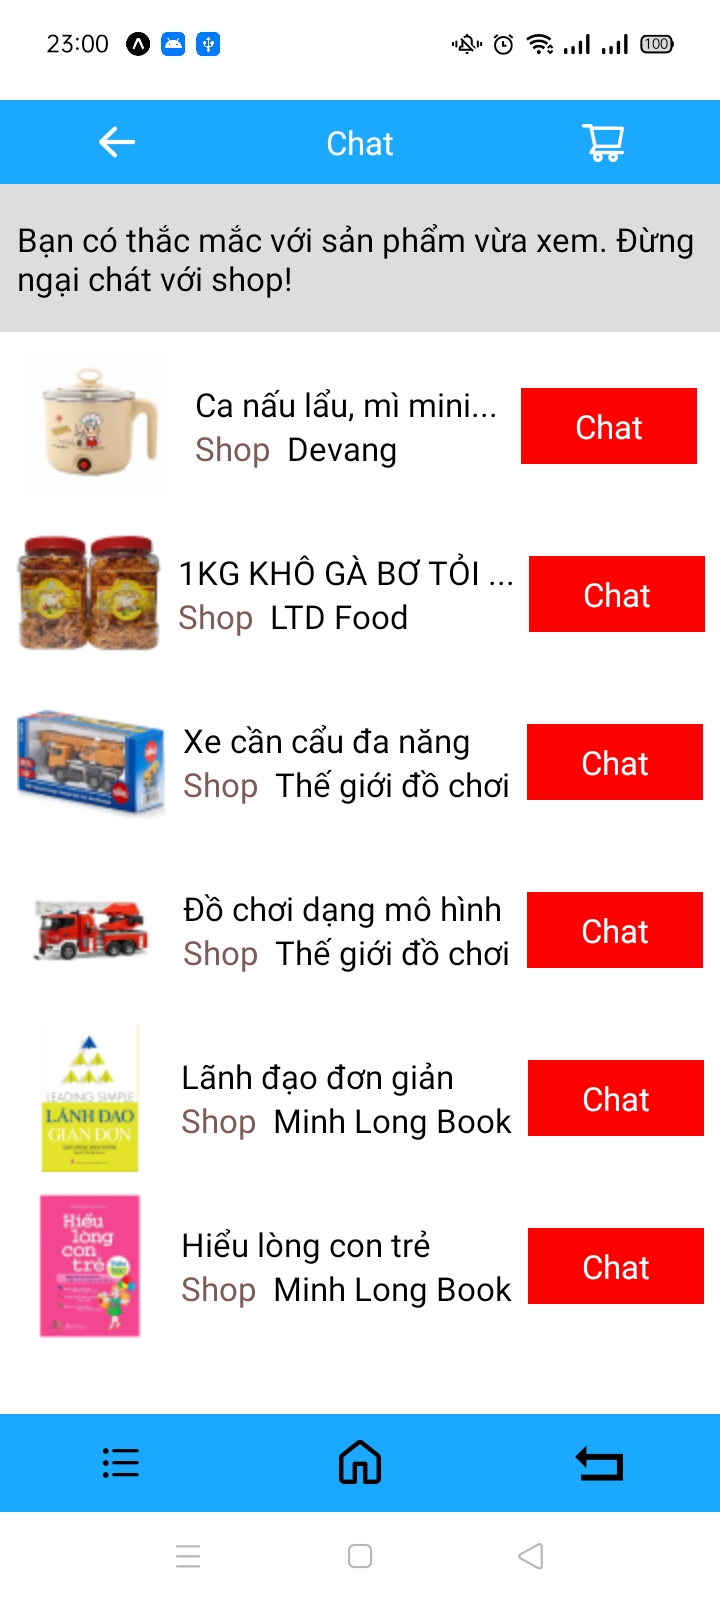 23:00
100
Chat
Bạn có thắc mắc với sản phẩm vừa xem. Đừng
ngại chát với shop!
Ca nấu lẩu, mì mini...
Shop Devang
Chat
1KG KHÔ GÀ BƠ TỎI ...
Shop LTD Food
Chat
Xe cần cẩu đa năng
Shop Thế giới đồ chơi
Chat
Đồ chơi dạng mô hình
Shop Thế giới đồ chơi
Chat
LEADING SIMPLE
LÃNH ĐẠO
GIẢN ĐƠN
Lãnh đạo đơn giản
Shop Minh Long Book
Chat
Hiểu
lòng
con
trẻ
Hiểu lòng con trẻ
Shop Minh Long Book
Chat